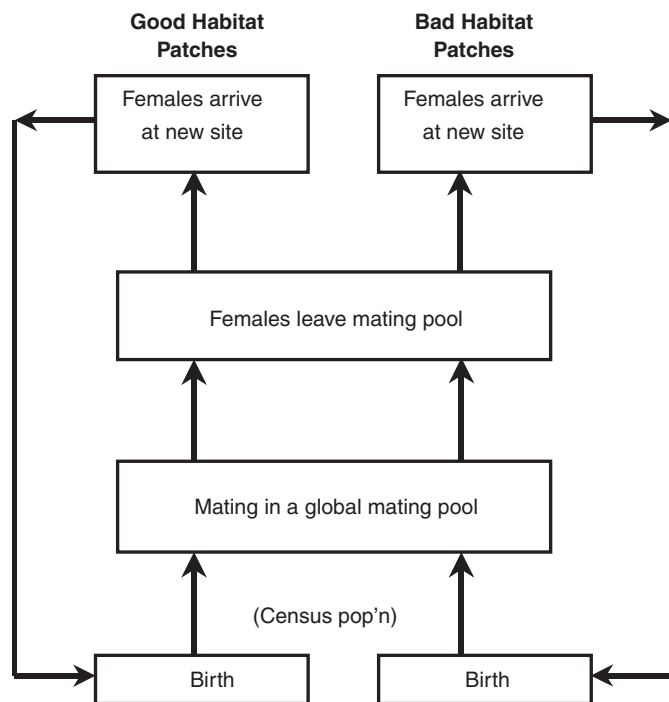 Good Habitat
Patches
Bad Habitat
Patches
Females arrive
at new site
Females arrive
at new site
Females leave mating pool
Mating in a global mating pool
(Census pop'n)
Birth
Birth